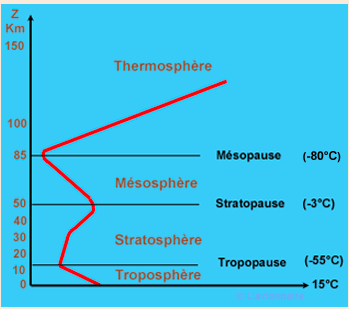 Z
Km
150
Thermosphère
100
85 Mésopause (-80°C)
Mésosphère
50 Stratopause (-3°C)
40
30 Stratosphère
20 Tropopause (-55°C)
10 Troposphère
0 15°C